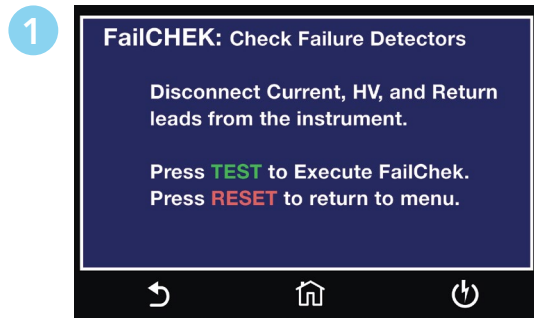 1
FailCHEK: Check Failure Detectors
Disconnect Current, HV, and Return
leads from the instrument.
Press TEST to Execute FailChek.
Press RESET to return to menu.